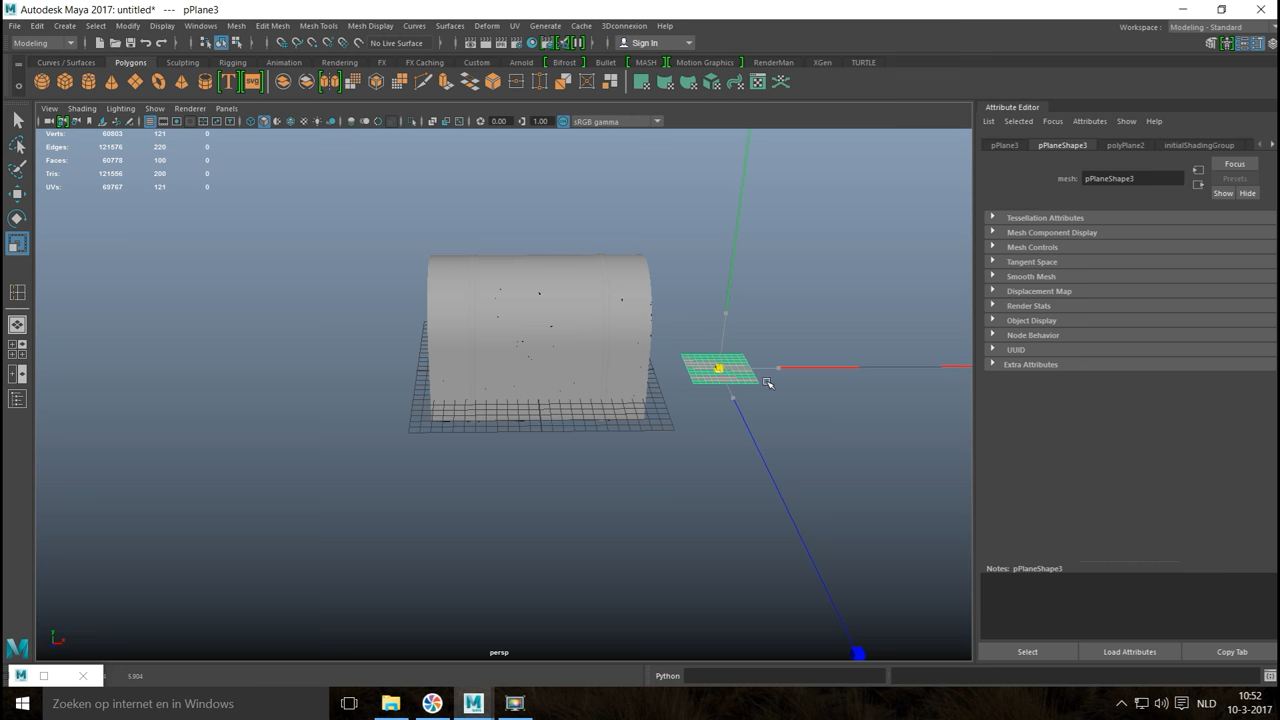 Autodesk Maya 2017: untitled* --- pPlane3
File Edit Create Select Modify Display Windows Mesh Edit Mesh Mesh Tools Mesh Display Curves Surfaces Deform UV Generate Cache 3Dconnexion Help
Workspace : Modeling - Standard
Modeling No Live Surface Sign In
Curves / Surfaces Polygons Sculpting Rigging Animation Rendering FX FX Caching Custom Arnold Bifrost Bullet MASH Motion Graphics RenderMan XGen TURTLE
T svg
View Shading Lighting Show Renderer Panels
0.00 1.00 sRGB gamma
Verts: 60803 121 0
Edges: 121576 220 0
Faces: 60778 100 0
Tris: 121556 200 0
UVs: 69767 121 0
persp
Attribute Editor
List Selected Focus Attributes Show Help
pPlane3 pPlaneShape3 polyPlane2 initialShadingGroup
Focus
mesh: pPlaneShape3
Presets
Show Hide
Tessellation Attributes
Mesh Component Display
Mesh Controls
Tangent Space
Smooth Mesh
Displacement Map
Render Stats
Object Display
Node Behavior
UUID
Extra Attributes
Notes: pPlaneShape3
Select Load Attributes Copy Tab
5.904
Python
Zoeken op internet en in Windows
NLD
10:52
10-3-2017